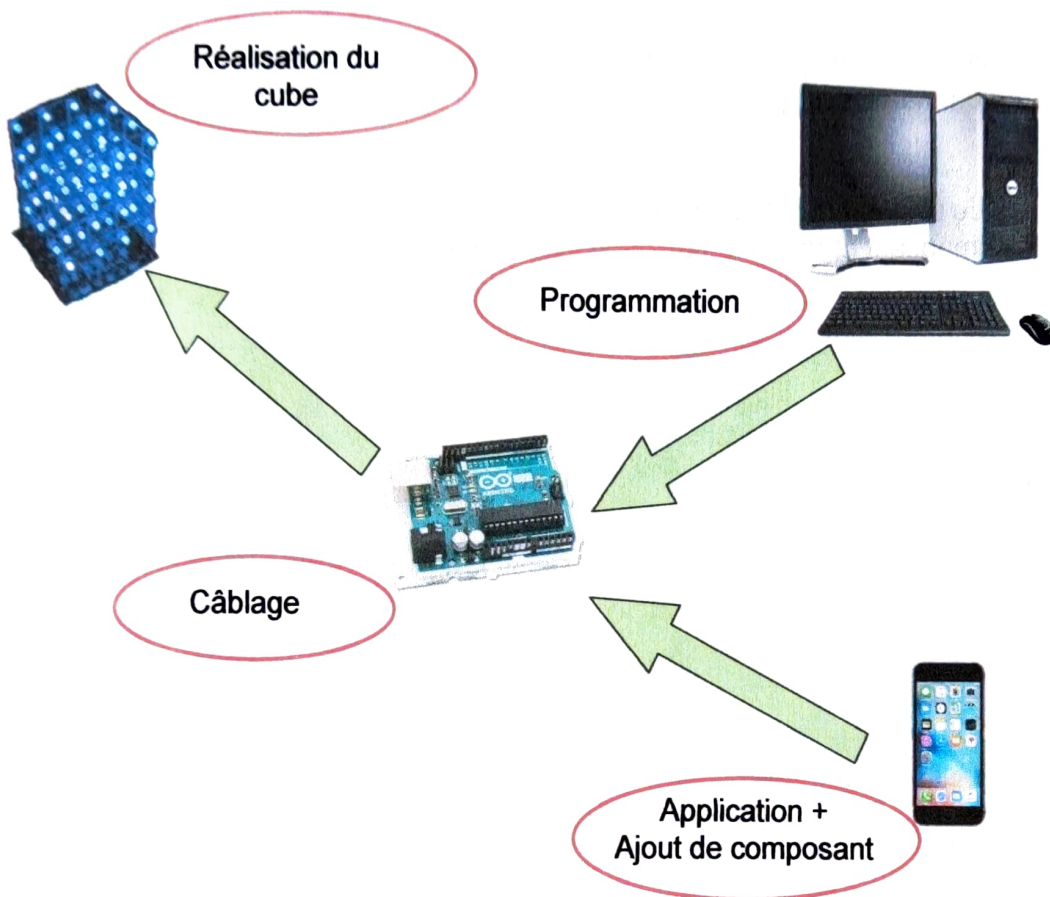 Réalisation du
cube
Programmation
Câblage
Application +
Ajout de composant